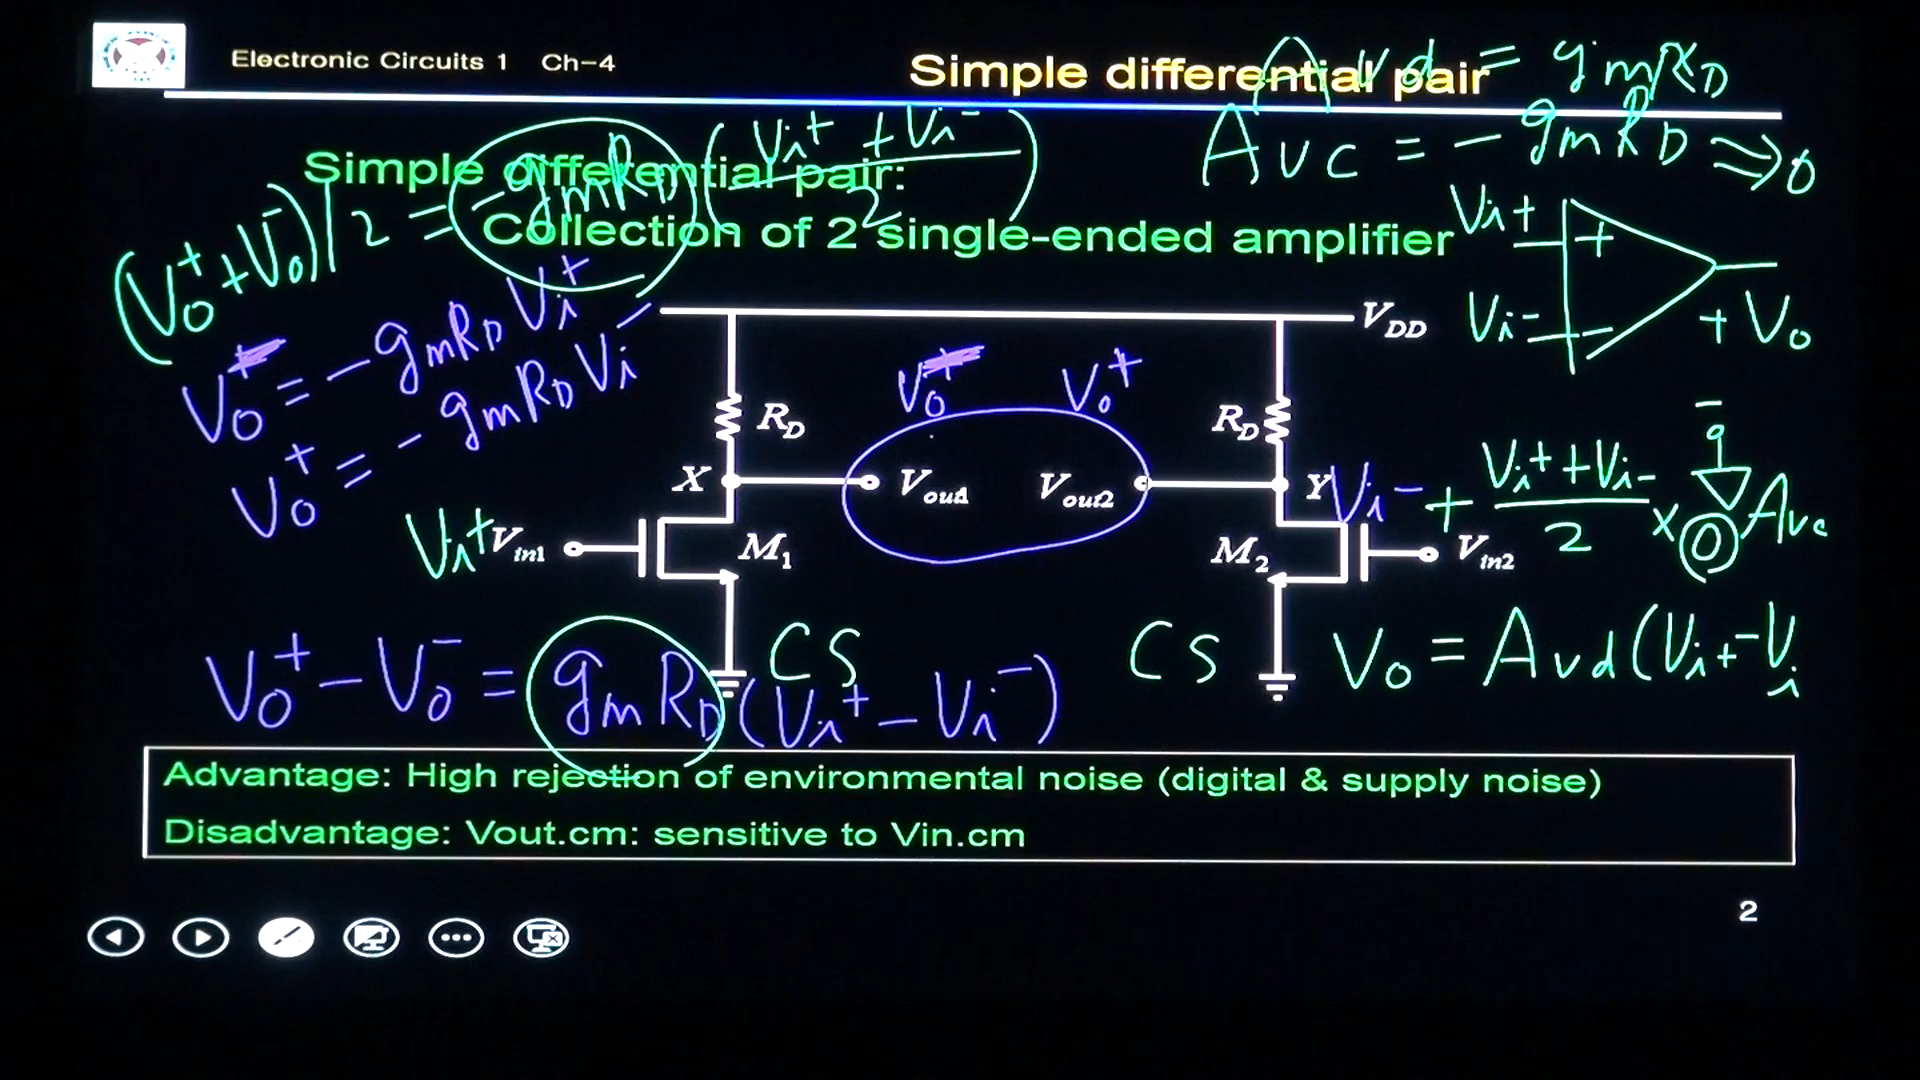 Electronic Circuits 1 Ch-4
Simple differential pair
Avd = gmRD
Avc = - gmRD ⇒ 0
Simple differential pair:
Collection of 2 single-ended amplifier
(Vo+ + Vo-)/2 = -gmRD ((Vi+ + Vi-)/2)
Vo- = -gmRD Vi+
Vo+ = -gmRD Vi-
Vi+
Vi-
+
-
+ Vo
VDD
RD
Vo-
Vo+
RD
X
Vout1
Vout2
Y
Vi+
Vin1
M1
M2
Vi-
Vin2
+ (Vi+ + Vi-)/2 × 0
Avc
CS
CS
Vo = Avd (Vi+ - Vi
Vo+ - Vo- = gmRD (Vi+ - Vi-)
Advantage: High rejection of environmental noise (digital & supply noise)
Disadvantage: Vout.cm: sensitive to Vin.cm
2